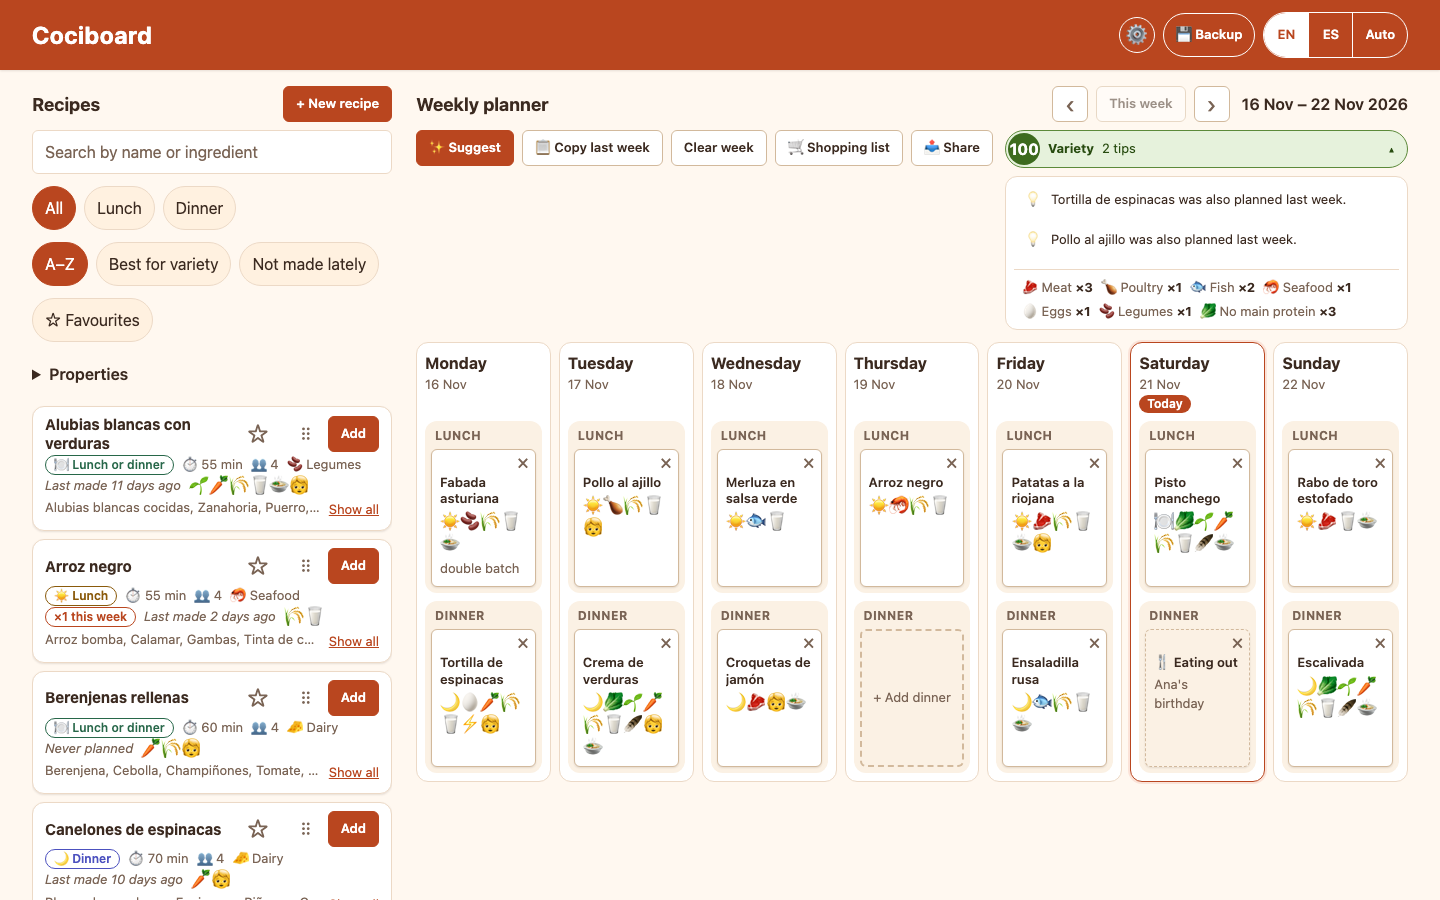 Cociboard
Backup
EN
ES
Auto
Recipes
+ New recipe
Search by name or ingredient
All
Lunch
Dinner
A–Z
Best for variety
Not made lately
☆ Favourites
▶ Properties
Alubias blancas con
verduras
Add
Lunch or dinner
55 min
4
Legumes
Last made 11 days ago
Alubias blancas cocidas, Zanahoria, Puerro,...
Show all
Arroz negro
Add
Lunch
55 min
4
Seafood
×1 this week
Last made 2 days ago
Arroz bomba, Calamar, Gambas, Tinta de c...
Show all
Berenjenas rellenas
Add
Lunch or dinner
60 min
4
Dairy
Never planned
Berenjena, Cebolla, Champiñones, Tomate, ...
Show all
Canelones de espinacas
Add
Dinner
70 min
4
Dairy
Last made 10 days ago
Weekly planner
‹
This week
›
16 Nov – 22 Nov 2026
Suggest
Copy last week
Clear week
Shopping list
Share
100
Variety 2 tips
Tortilla de espinacas was also planned last week.
Pollo al ajillo was also planned last week.
Meat ×3 Poultry ×1 Fish ×2 Seafood ×1
Eggs ×1 Legumes ×1 No main protein ×3
Monday
16 Nov
LUNCH
Fabada
asturiana
double batch
DINNER
Tortilla de
espinacas
Tuesday
17 Nov
LUNCH
Pollo al ajillo
DINNER
Crema de
verduras
Wednesday
18 Nov
LUNCH
Merluza en
salsa verde
DINNER
Croquetas de
jamón
Thursday
19 Nov
LUNCH
Arroz negro
DINNER
+ Add dinner
Friday
20 Nov
LUNCH
Patatas a la
riojana
DINNER
Ensaladilla
rusa
Saturday
21 Nov
Today
LUNCH
Pisto
manchego
DINNER
Eating out
Ana's
birthday
Sunday
22 Nov
LUNCH
Rabo de toro
estofado
DINNER
Escalivada